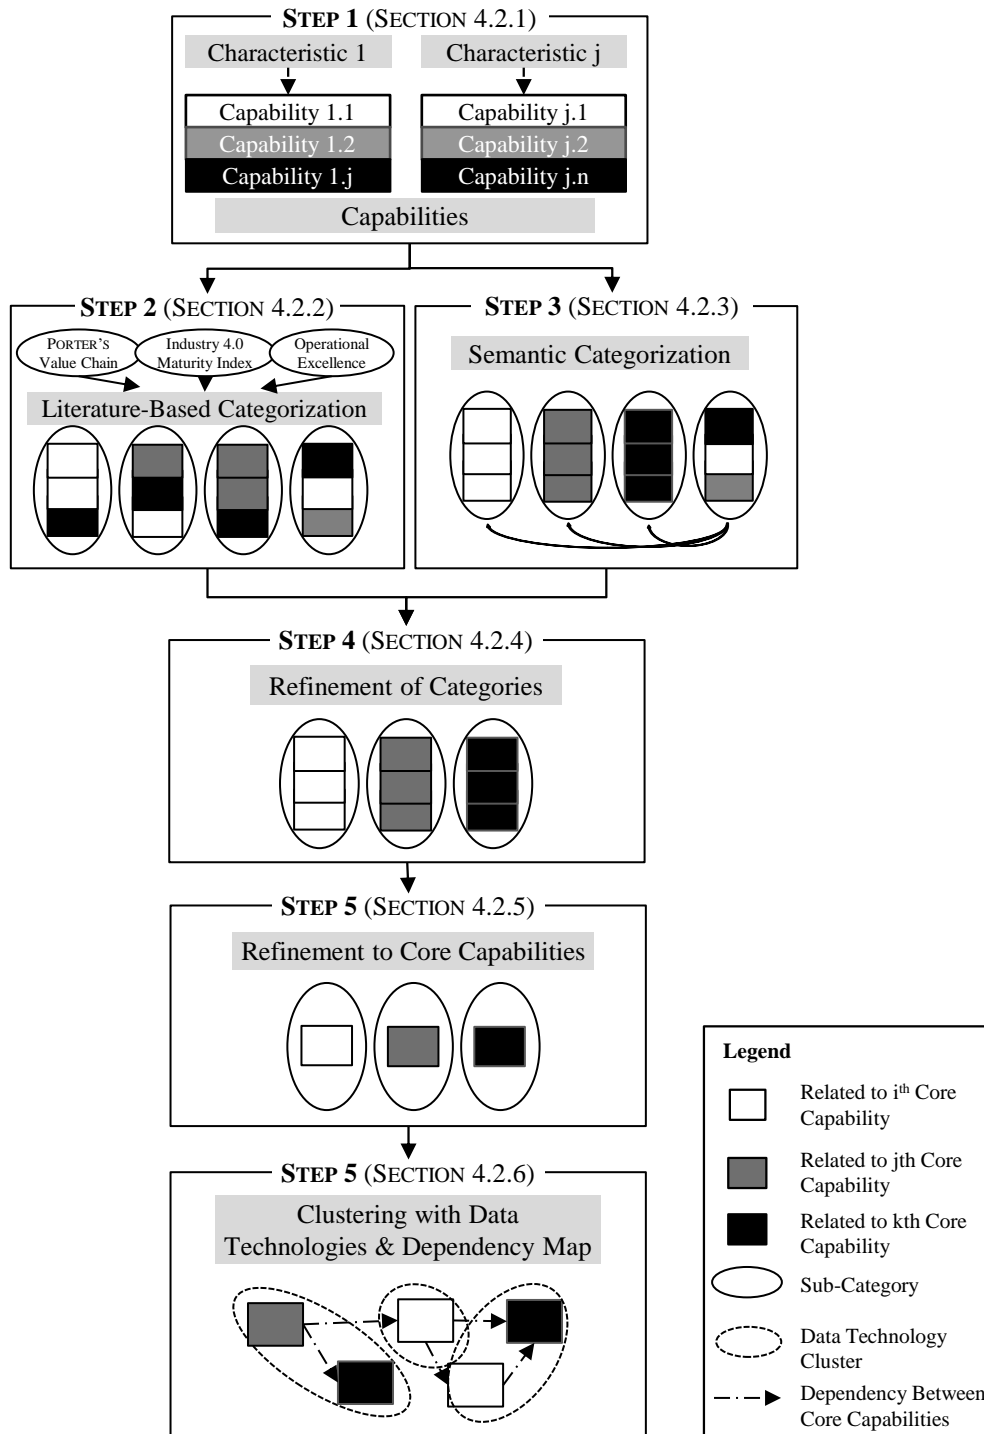 STEP 1 (SECTION 4.2.1)
Characteristic 1
Characteristic j
Capability 1.1
Capability 1.2
Capability 1.j
Capability j.1
Capability j.2
Capability j.n
Capabilities
STEP 2 (SECTION 4.2.2)
PORTER'S
Value Chain
Industry 4.0
Maturity Index
Operational
Excellence
Literature-Based Categorization
STEP 3 (SECTION 4.2.3)
Semantic Categorization
STEP 4 (SECTION 4.2.4)
Refinement of Categories
STEP 5 (SECTION 4.2.5)
Refinement to Core Capabilities
STEP 5 (SECTION 4.2.6)
Clustering with Data
Technologies & Dependency Map
Legend
Related to ith Core
Capability
Related to jth Core
Capability
Related to kth Core
Capability
Sub-Category
Data Technology
Cluster
Dependency Between
Core Capabilities